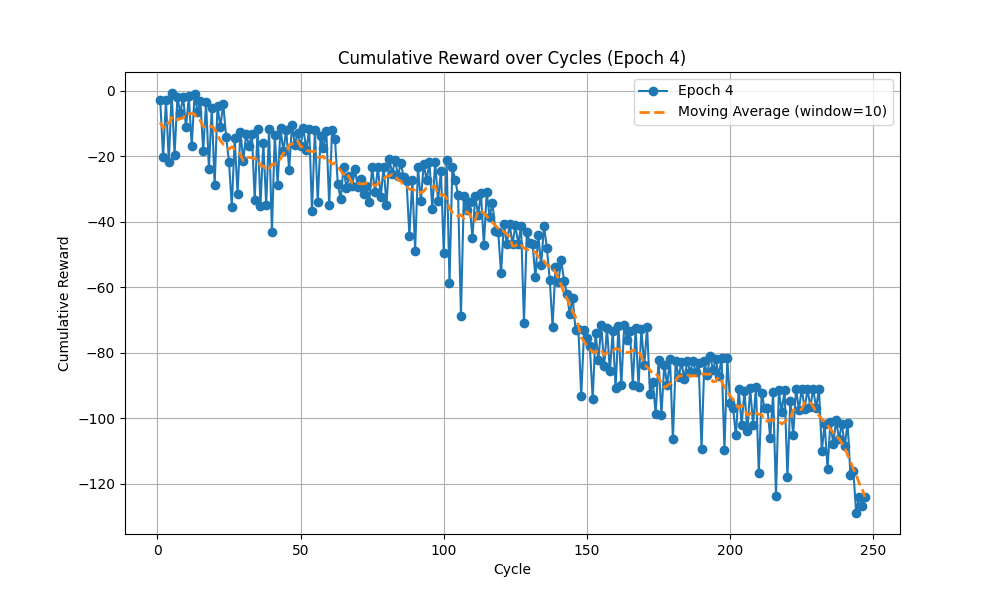 Cumulative Reward over Cycles (Epoch 4)
Epoch 4
Moving Average (window=10)
Cumulative Reward
0
−20
−40
−60
−80
−100
−120
0 50 100 150 200 250
Cycle